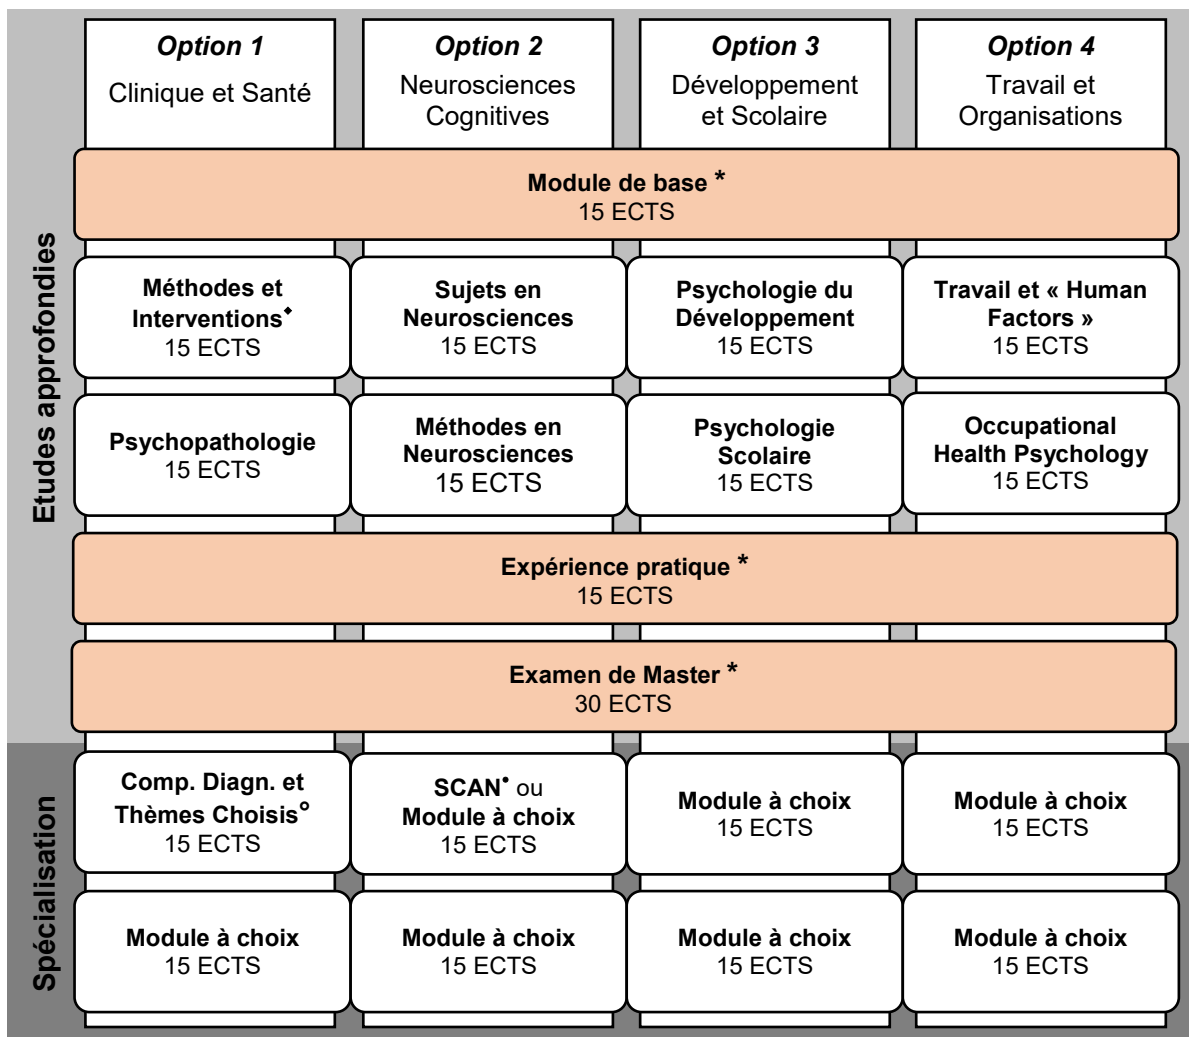 Option 1
Clinique et Santé
Option 2
Neurosciences
Cognitives
Option 3
Développement
et Scolaire
Option 4
Travail et
Organisations
Etudes approfondies
Module de base *
15 ECTS
Méthodes et
Interventions◆
15 ECTS
Sujets en
Neurosciences
15 ECTS
Psychologie du
Développement
15 ECTS
Travail et « Human
Factors »
15 ECTS
Psychopathologie
15 ECTS
Méthodes en
Neurosciences
15 ECTS
Psychologie
Scolaire
15 ECTS
Occupational
Health Psychology
15 ECTS
Expérience pratique *
15 ECTS
Examen de Master *
30 ECTS
Spécialisation
Comp. Diagn. et
Thèmes Choisis°
15 ECTS
SCAN• ou
Module à choix
15 ECTS
Module à choix
15 ECTS
Module à choix
15 ECTS
Module à choix
15 ECTS
Module à choix
15 ECTS
Module à choix
15 ECTS
Module à choix
15 ECTS